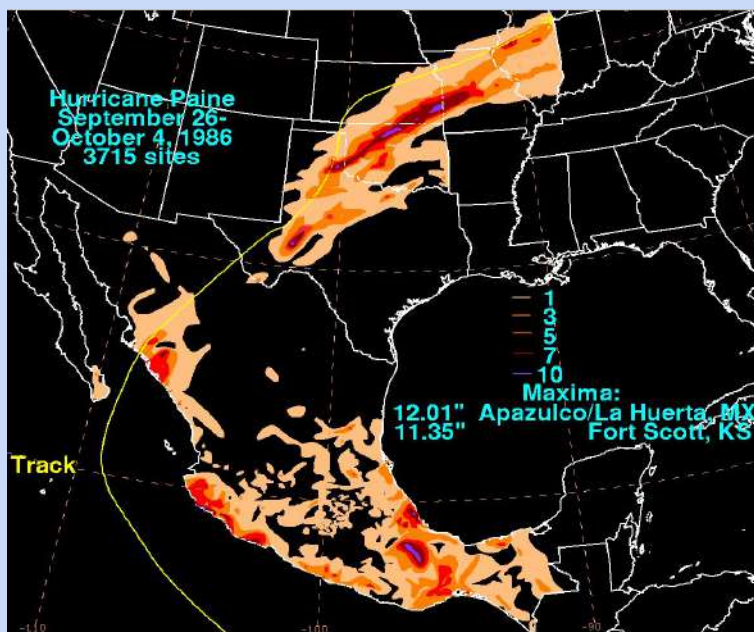 Hurricane Paine
September 26-
October 4, 1986
3715 sites
1
3
5
7
10
Maxima:
12.01" Apazulco/La Huerta, MX
11.35" Fort Scott, KS
Track
-110
-100
-90